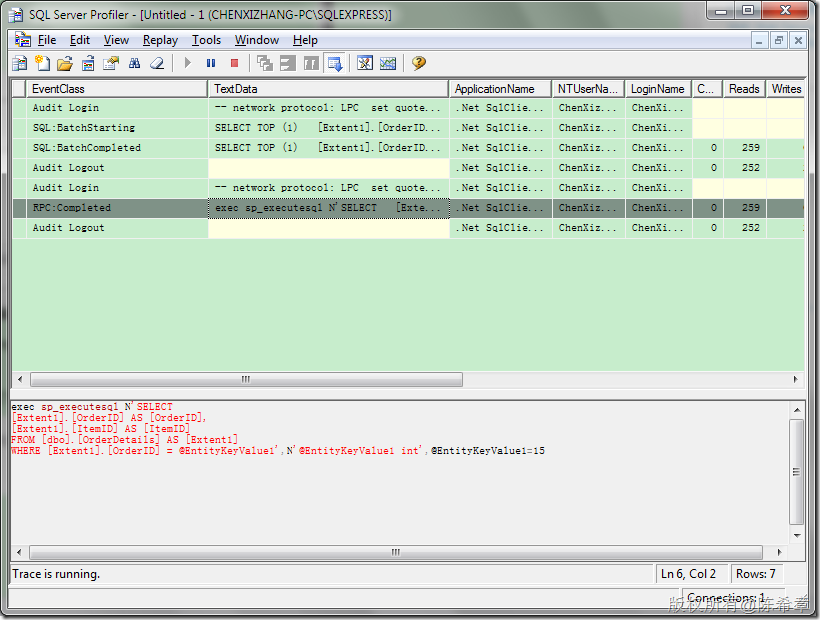 SQL Server Profiler - [Untitled - 1 (CHENXIZHANG-PC\SQLEXPRESS)]
File Edit View Replay Tools Window Help
EventClass TextData ApplicationName NTUserNa... LoginName C... Reads Writes
Audit Login -- network protocol: LPC set quote... .Net SqlClie... ChenXiz... ChenXi...
SQL:BatchStarting SELECT TOP (1) [Extent1].[OrderID... .Net SqlClie... ChenXiz... ChenXi...
SQL:BatchCompleted SELECT TOP (1) [Extent1].[OrderID... .Net SqlClie... ChenXiz... ChenXi... 0 259
Audit Logout .Net SqlClie... ChenXiz... ChenXi... 0 252
Audit Login -- network protocol: LPC set quote... .Net SqlClie... ChenXiz... ChenXi...
RPC:Completed exec sp_executesql N'SELECT [Exte... .Net SqlClie... ChenXiz... ChenXi... 0 259
Audit Logout .Net SqlClie... ChenXiz... ChenXi... 0 252
exec sp_executesql N'SELECT
[Extent1].[OrderID] AS [OrderID],
[Extent1].[ItemID] AS [ItemID]
FROM [dbo].[OrderDetails] AS [Extent1]
WHERE [Extent1].[OrderID] = @EntityKeyValue1',N'@EntityKeyValue1 int',@EntityKeyValue1=15
Trace is running. Ln 6, Col 2 Rows: 7
Connections: 1
版权所有@陈希章